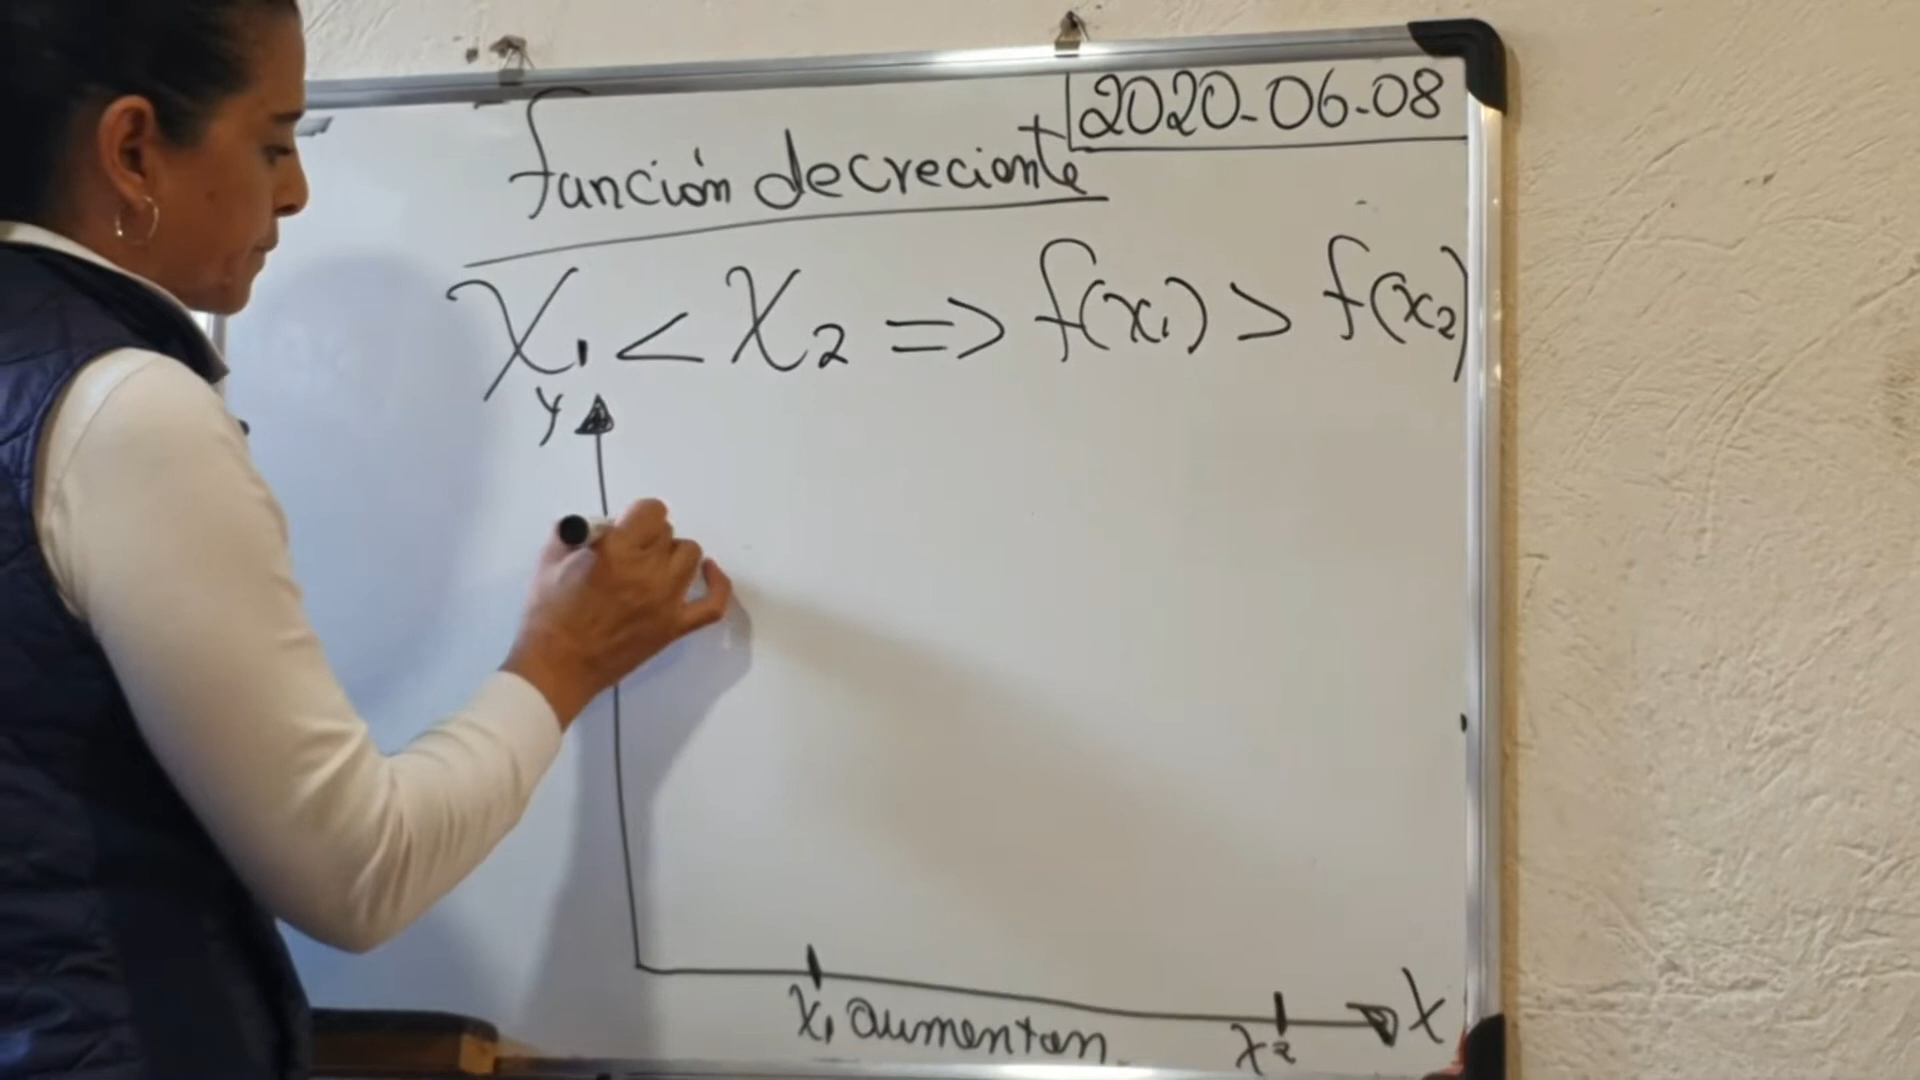 2020-06-08
función decreciente
X₁ < X₂ => f(x₁) > f(x₂)
y
x₁ aumentan x₂ X